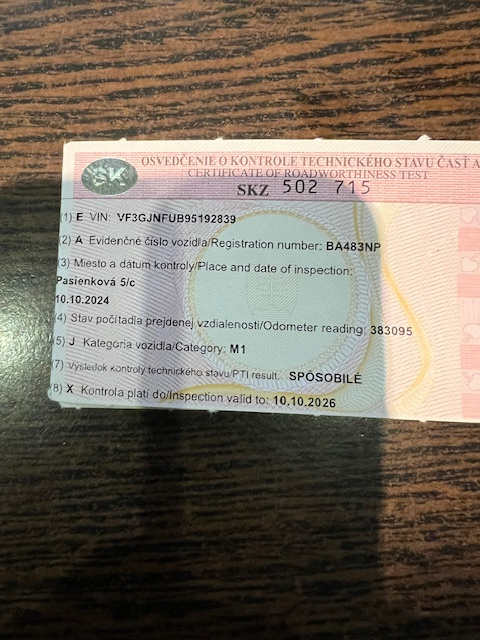 SK
OSVEDČENIE O KONTROLE TECHNICKÉHO STAVU ČASŤ A
CERTIFICATE OF ROADWORTHINESS TEST
SKZ 502 715
(1) E VIN: VF3GJNFUB95192839
(2) A Evidenčné číslo vozidla/Registration number: BA483NP
(3) Miesto a dátum kontroly/Place and date of inspection:
Pasienková 5/c
10.10.2024
(4) Stav počítadla prejdenej vzdialenosti/Odometer reading: 383095
(5) J Kategória vozidla/Category: M1
(7) Výsledok kontroly technického stavu/PTI result: SPÔSOBILÉ
(8) X Kontrola platí do/Inspection valid to: 10.10.2026